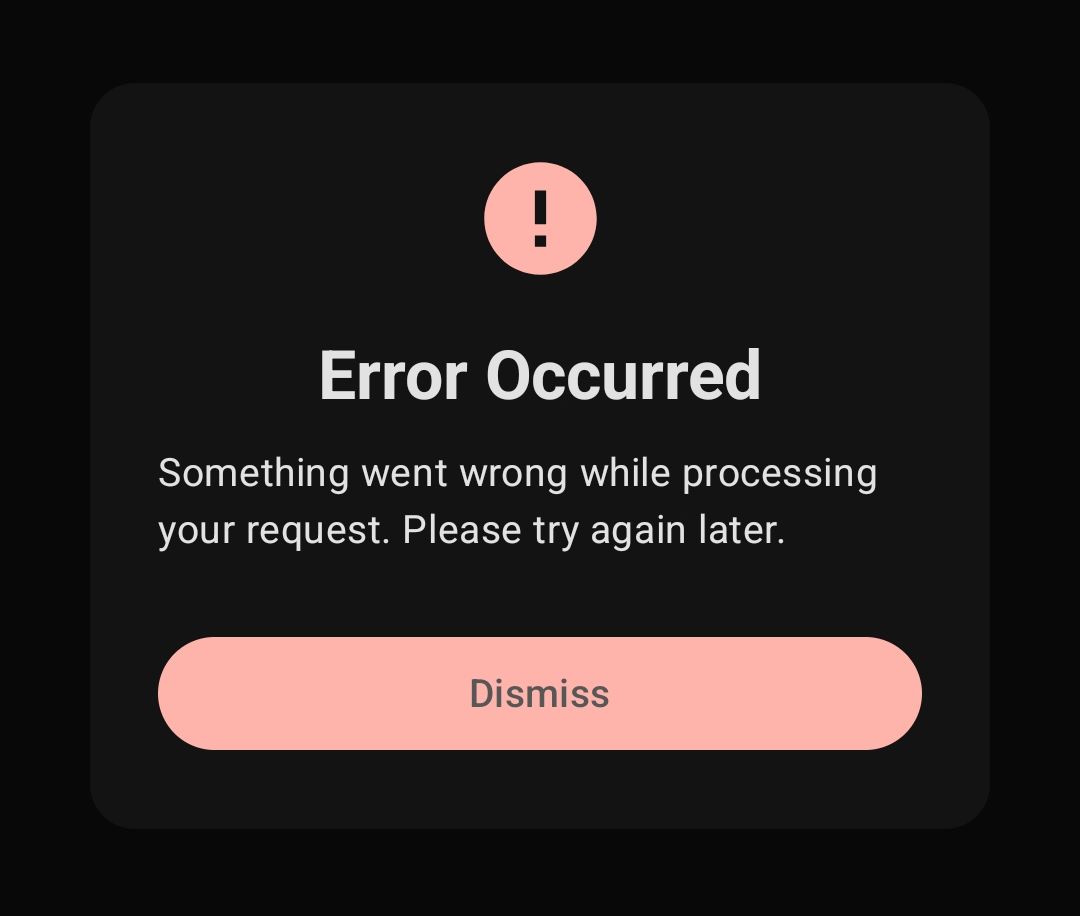 Error Occurred
Something went wrong while processing
your request. Please try again later.
Dismiss